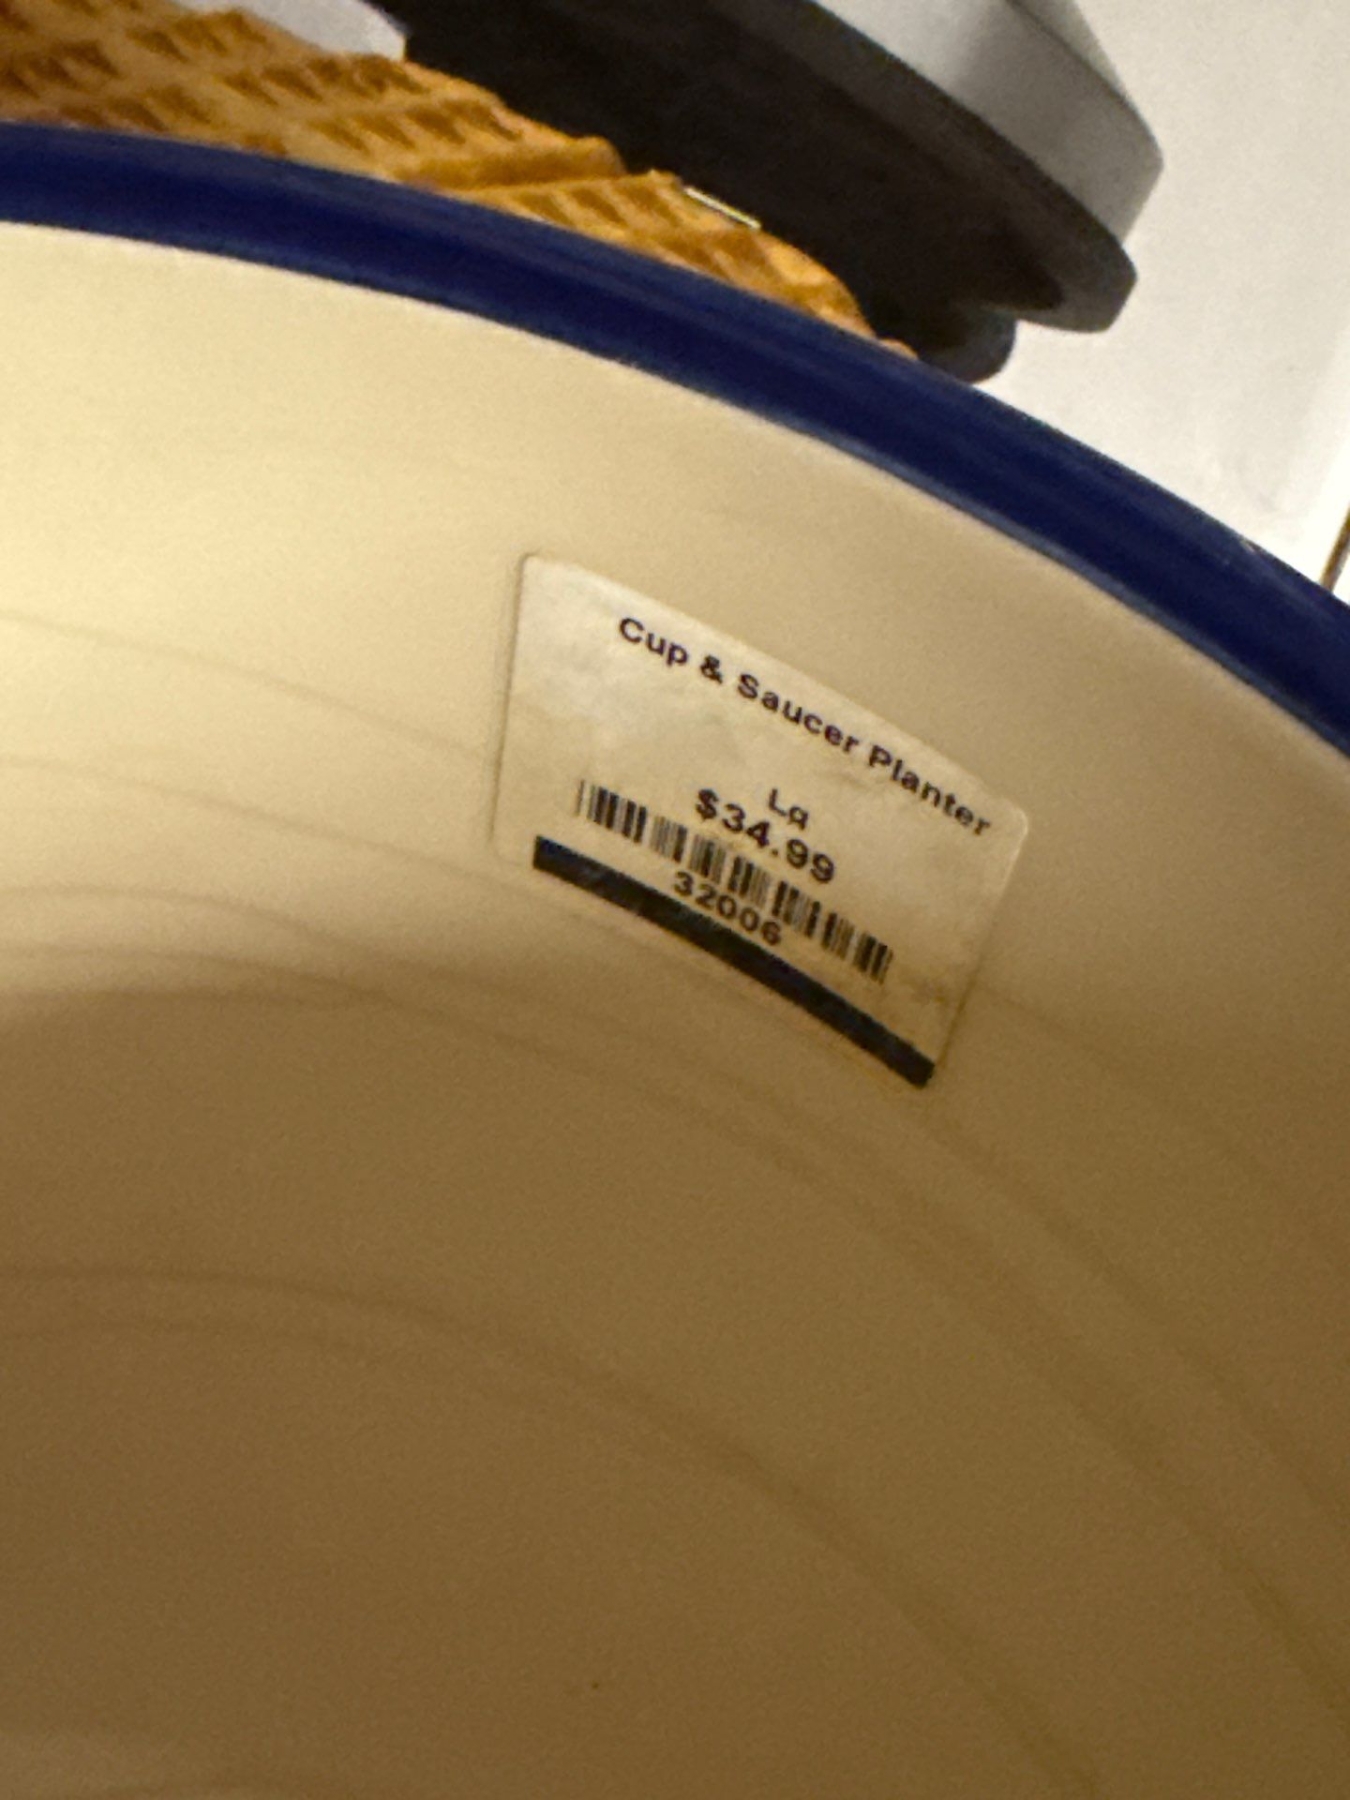 Cup & Saucer Planter
Lg
$34.99
32006